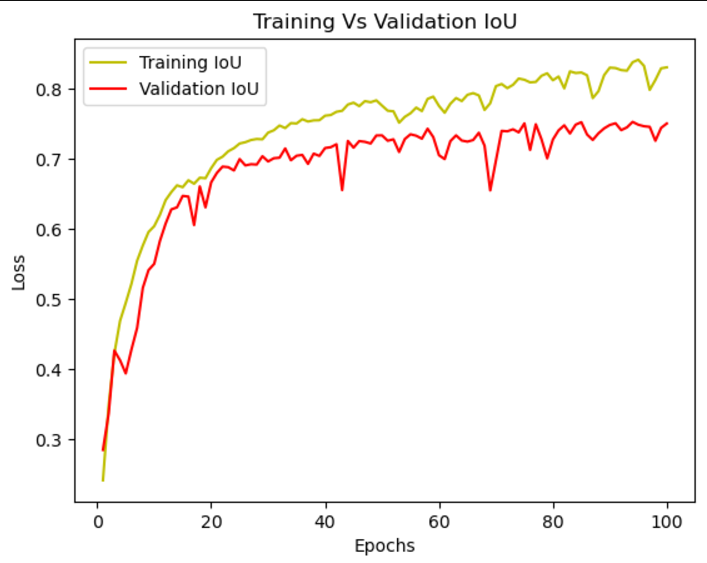 Training Vs Validation IoU
Training IoU
Validation IoU
0.8
0.7
0.6
0.5
0.4
0.3
Loss
0 20 40 60 80 100
Epochs